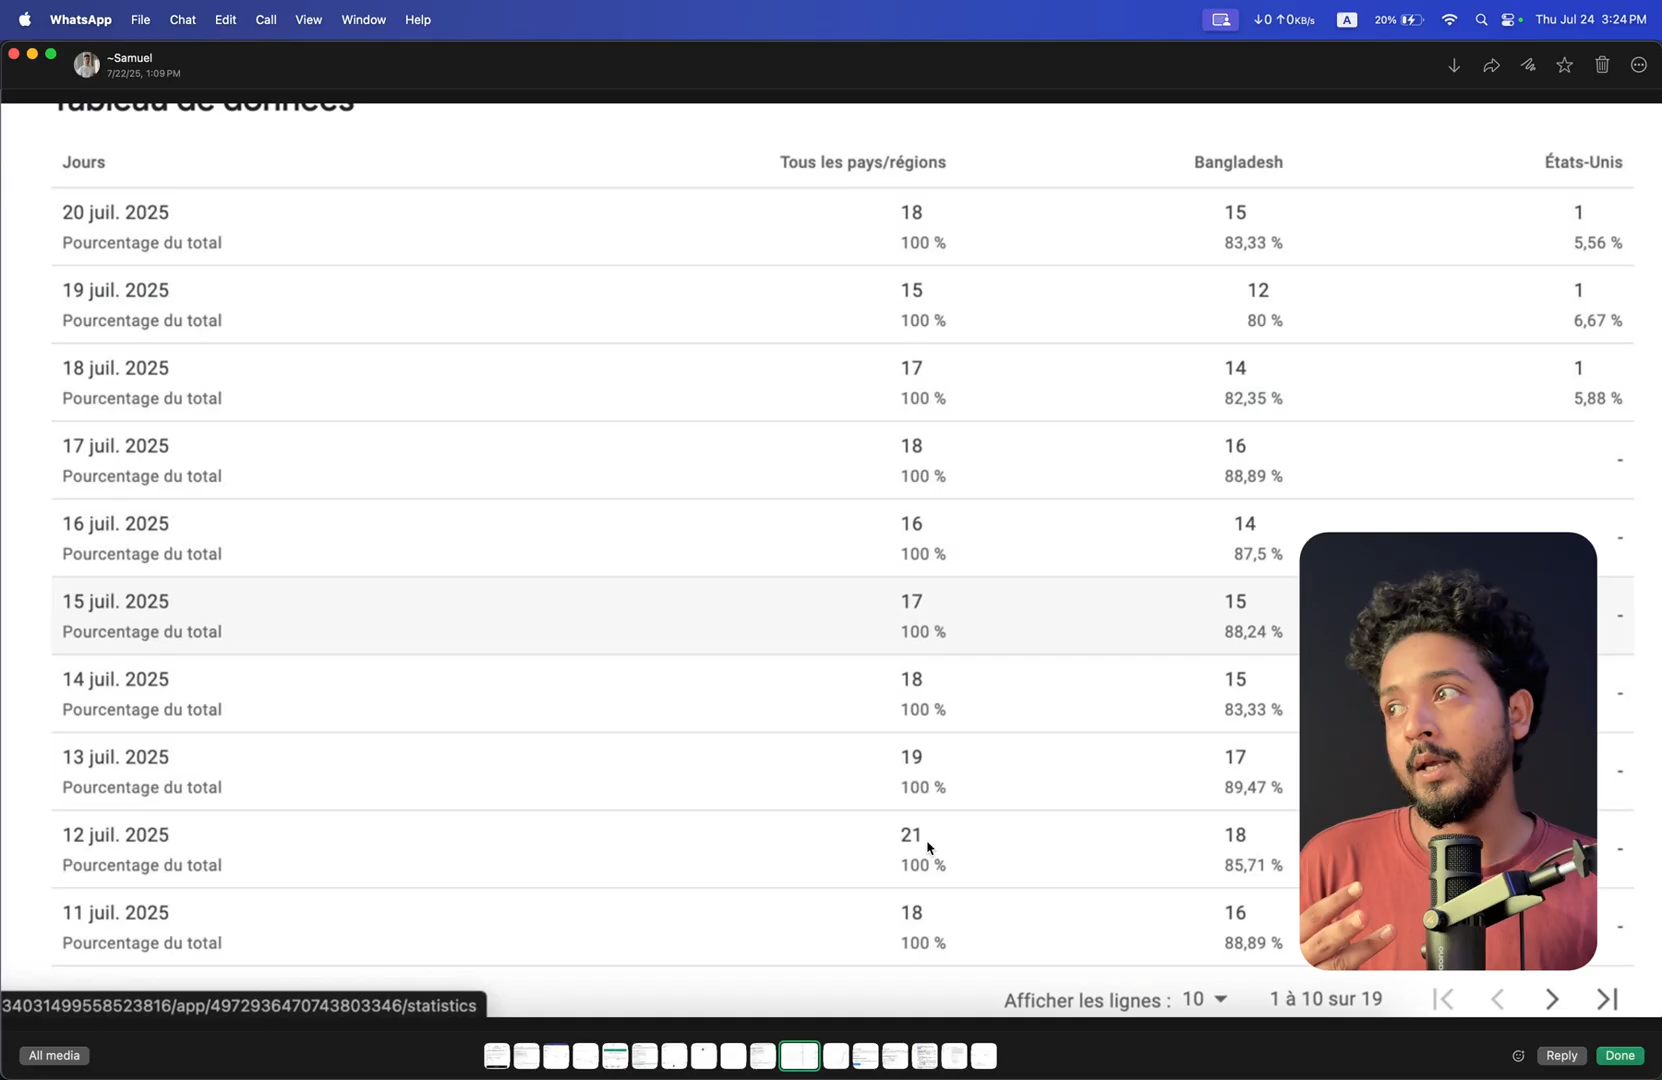 WhatsApp File Chat Edit Call View Window Help ↓0 ↑0KB/s A 20% Thu Jul 24 3:24 PM
~Samuel
7/22/25, 1:09 PM
Tableau de données
Jours Tous les pays/régions Bangladesh États-Unis
20 juil. 2025 18 15 1
Pourcentage du total 100 % 83,33 % 5,56 %
19 juil. 2025 15 12 1
Pourcentage du total 100 % 80 % 6,67 %
18 juil. 2025 17 14 1
Pourcentage du total 100 % 82,35 % 5,88 %
17 juil. 2025 18 16 -
Pourcentage du total 100 % 88,89 %
16 juil. 2025 16 14 -
Pourcentage du total 100 % 87,5 %
15 juil. 2025 17 15 -
Pourcentage du total 100 % 88,24 %
14 juil. 2025 18 15 -
Pourcentage du total 100 % 83,33 %
13 juil. 2025 19 17 -
Pourcentage du total 100 % 89,47 %
12 juil. 2025 21 18 -
Pourcentage du total 100 % 85,71 %
11 juil. 2025 18 16 -
Pourcentage du total 100 % 88,89 %
34031499558523816/app/4972936470743803346/statistics Afficher les lignes : 10 1 à 10 sur 19
All media Reply Done